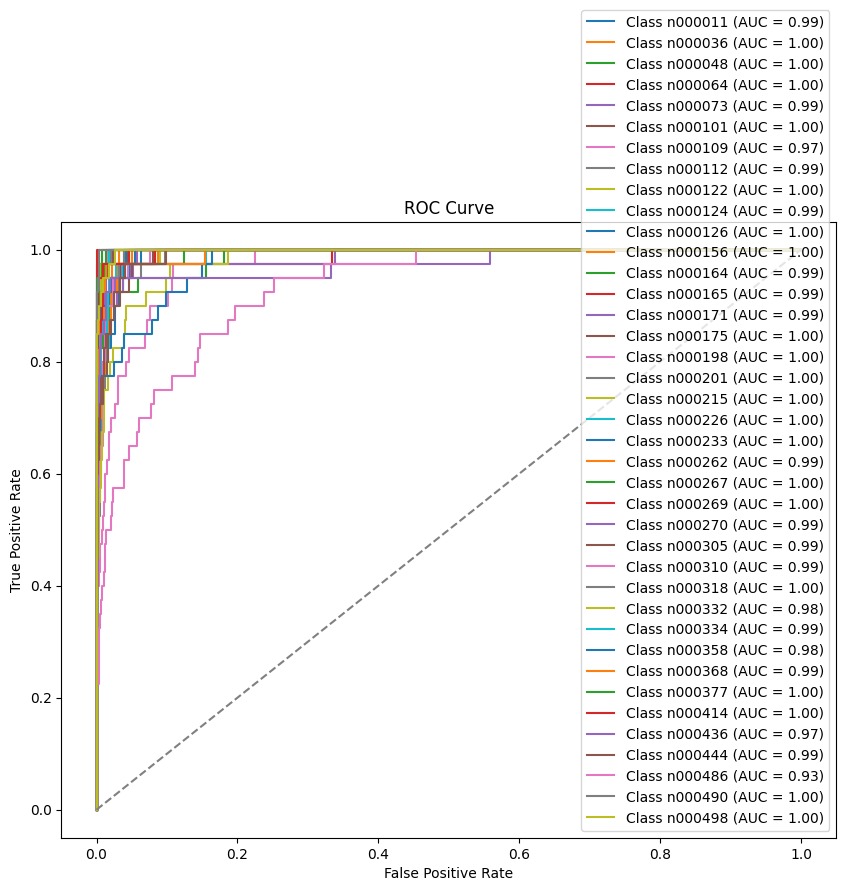 Class n000011 (AUC = 0.99)
Class n000036 (AUC = 1.00)
Class n000048 (AUC = 1.00)
Class n000064 (AUC = 1.00)
Class n000073 (AUC = 0.99)
Class n000101 (AUC = 1.00)
Class n000109 (AUC = 0.97)
Class n000112 (AUC = 0.99)
Class n000122 (AUC = 1.00)
Class n000124 (AUC = 0.99)
Class n000126 (AUC = 1.00)
Class n000156 (AUC = 1.00)
Class n000164 (AUC = 0.99)
Class n000165 (AUC = 0.99)
Class n000171 (AUC = 0.99)
Class n000175 (AUC = 1.00)
Class n000198 (AUC = 1.00)
Class n000201 (AUC = 1.00)
Class n000215 (AUC = 1.00)
Class n000226 (AUC = 1.00)
Class n000233 (AUC = 1.00)
Class n000262 (AUC = 0.99)
Class n000267 (AUC = 1.00)
Class n000269 (AUC = 1.00)
Class n000270 (AUC = 0.99)
Class n000305 (AUC = 0.99)
Class n000310 (AUC = 0.99)
Class n000318 (AUC = 1.00)
Class n000332 (AUC = 0.98)
Class n000334 (AUC = 0.99)
Class n000358 (AUC = 0.98)
Class n000368 (AUC = 0.99)
Class n000377 (AUC = 1.00)
Class n000414 (AUC = 1.00)
Class n000436 (AUC = 0.97)
Class n000444 (AUC = 0.99)
Class n000486 (AUC = 0.93)
Class n000490 (AUC = 1.00)
Class n000498 (AUC = 1.00)
ROC Curve
True Positive Rate
1.0
0.8
0.6
0.4
0.2
0.0
0.0
0.2
0.4
0.6
0.8
1.0
False Positive Rate